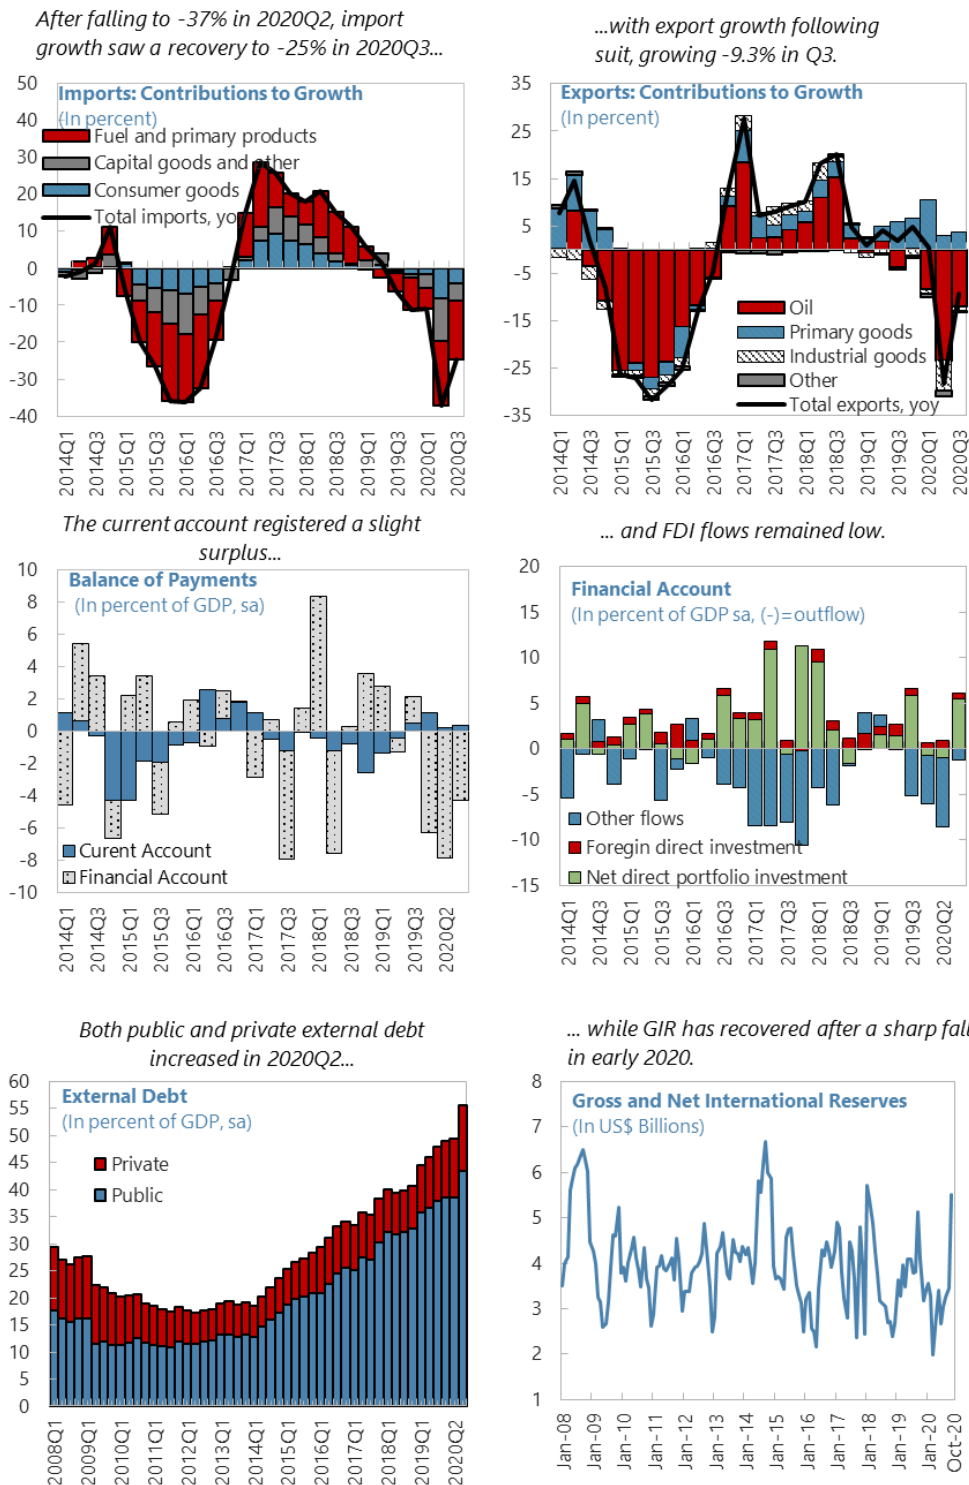 After falling to -37% in 2020Q2, import
growth saw a recovery to -25% in 2020Q3...
Imports: Contributions to Growth
(In percent)
Fuel and primary products
Capital goods and other
Consumer goods
Total imports, yoy
50
40
30
20
10
0
-10
-20
-30
-40
2014Q1
2014Q3
2015Q1
2015Q3
2016Q1
2016Q3
2017Q1
2017Q3
2018Q1
2018Q3
2019Q1
2019Q3
2020Q1
2020Q3
...with export growth following
suit, growing -9.3% in Q3.
Exports: Contributions to Growth
(In percent)
35
25
15
5
-5
-15
-25
-35
Oil
Primary goods
Industrial goods
Other
Total exports, yoy
2014Q1
2014Q3
2015Q1
2015Q3
2016Q1
2016Q3
2017Q1
2017Q3
2018Q1
2018Q3
2019Q1
2019Q3
2020Q1
2020Q3
The current account registered a slight
surplus...
Balance of Payments
(In percent of GDP, sa)
10
8
6
4
2
0
-2
-4
-6
-8
-10
Curent Account
Financial Account
2014Q1
2014Q3
2015Q1
2015Q3
2016Q1
2016Q3
2017Q1
2017Q3
2018Q1
2018Q3
2019Q1
2019Q3
2020Q2
... and FDI flows remained low.
Financial Account
(In percent of GDP sa, (-)=outflow)
20
15
10
5
0
-5
-10
-15
Other flows
Foregin direct investment
Net direct portfolio investment
2014Q1
2014Q3
2015Q1
2015Q3
2016Q1
2016Q3
2017Q1
2017Q3
2018Q1
2018Q3
2019Q1
2019Q3
2020Q2
Both public and private external debt
increased in 2020Q2...
External Debt
(In percent of GDP, sa)
Private
Public
60
55
50
45
40
35
30
25
20
15
10
5
0
2008Q1
2009Q1
2010Q1
2011Q1
2012Q1
2013Q1
2014Q1
2015Q1
2016Q1
2017Q1
2018Q1
2019Q1
2020Q2
... while GIR has recovered after a sharp fall
in early 2020.
Gross and Net International Reserves
(In US$ Billions)
8
7
6
5
4
3
2
1
Jan-08
Jan-09
Jan-10
Jan-11
Jan-12
Jan-13
Jan-14
Jan-15
Jan-16
Jan-17
Jan-18
Jan-19
Jan-20
Oct-20